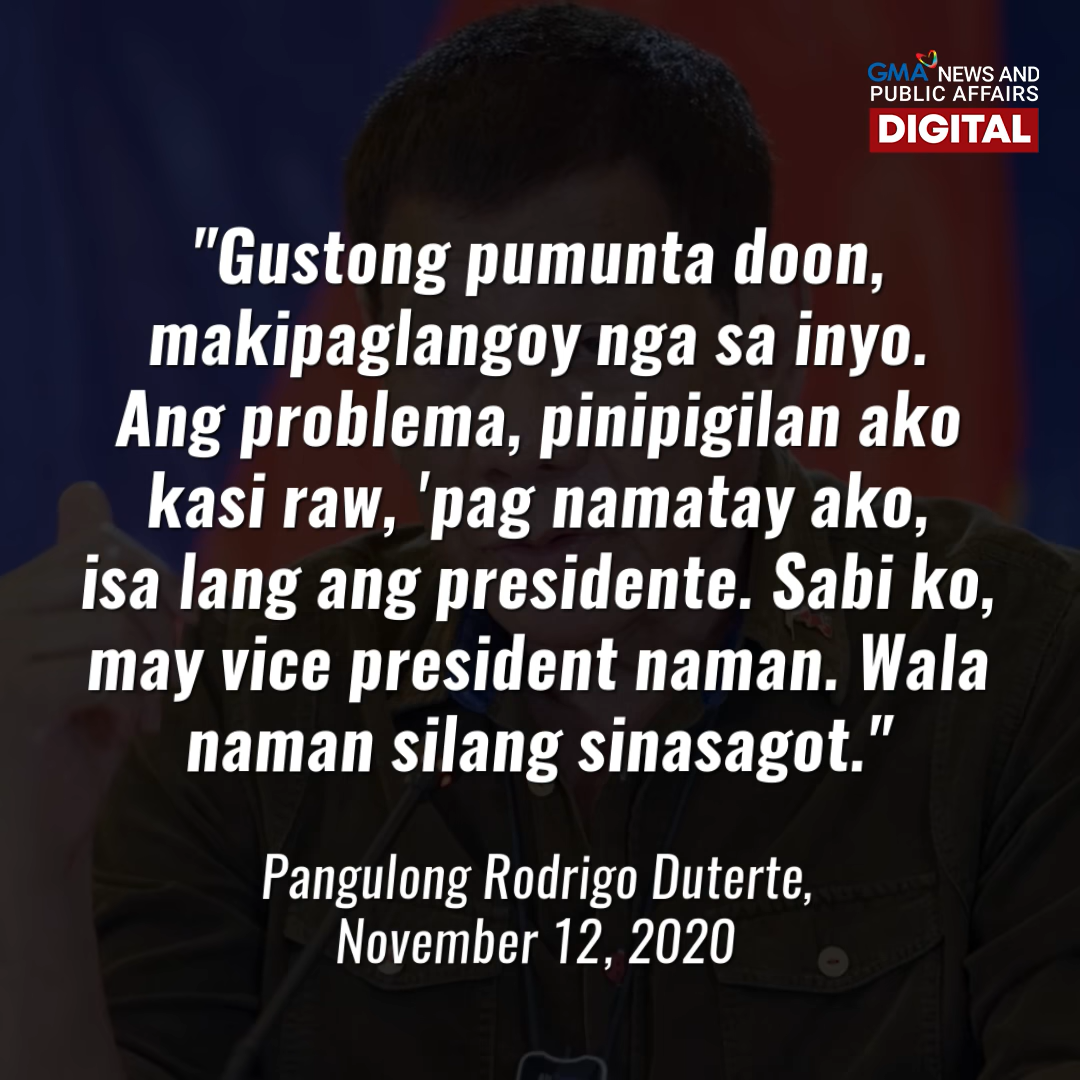 GMA NEWS AND
PUBLIC AFFAIRS
DIGITAL
"Gustong pumunta doon,
makipaglangoy nga sa inyo.
Ang problema, pinipigilan ako
kasi raw, 'pag namatay ako,
isa lang ang presidente. Sabi ko,
may vice president naman. Wala
naman silang sinasagot."
Pangulong Rodrigo Duterte,
November 12, 2020